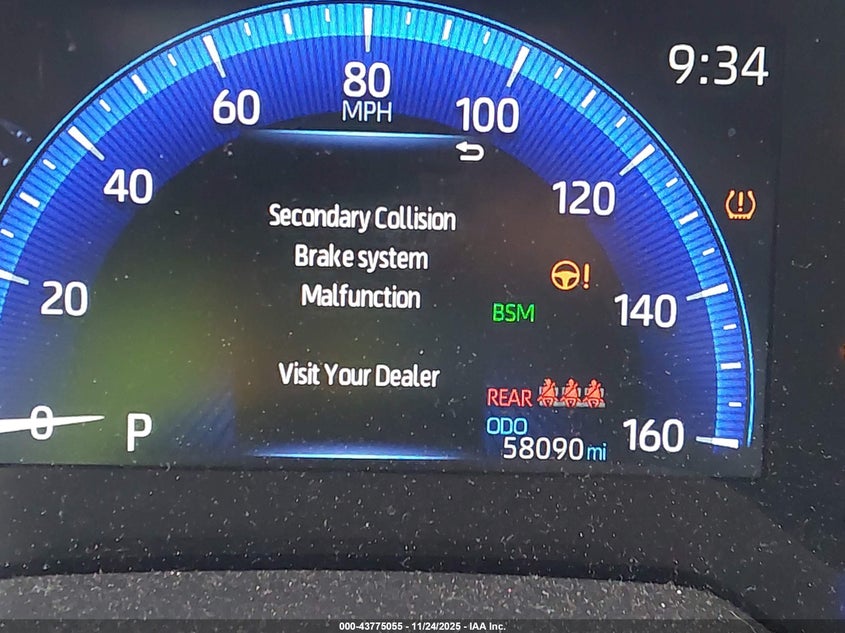 80
MPH
9:34
60
100
40
120
Secondary Collision
Brake system
Malfunction
!
!
20
BSM
140
Visit Your Dealer
REAR
0
P
ODO
58090 mi
160
000-43775055 - 11/24/2025 - IAA Inc.